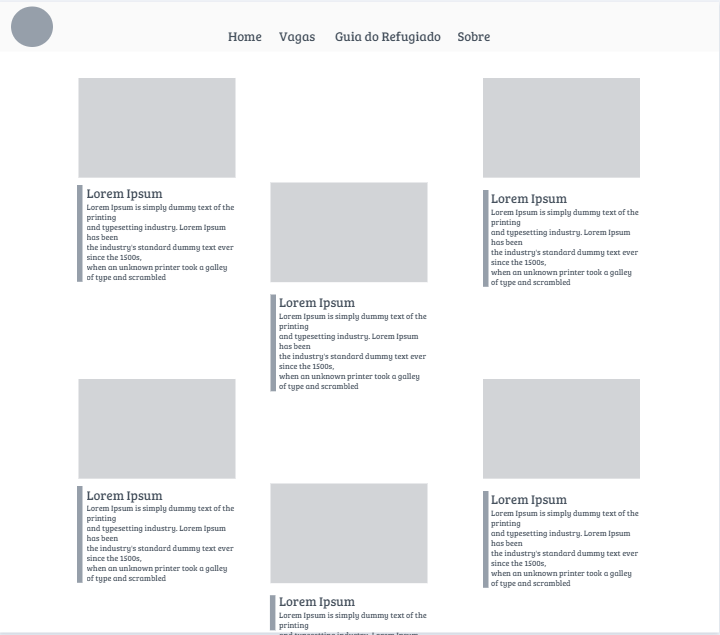 Home Vagas Guia do Refugiado Sobre
Lorem Ipsum
Lorem Ipsum is simply dummy text of the
printing
and typesetting industry. Lorem Ipsum
has been
the industry's standard dummy text ever
since the 1500s,
when an unknown printer took a galley
of type and scrambled
Lorem Ipsum
Lorem Ipsum is simply dummy text of the
printing
and typesetting industry. Lorem Ipsum
has been
the industry's standard dummy text ever
since the 1500s,
when an unknown printer took a galley
of type and scrambled
Lorem Ipsum
Lorem Ipsum is simply dummy text of the
printing
and typesetting industry. Lorem Ipsum
has been
the industry's standard dummy text ever
since the 1500s,
when an unknown printer took a galley
of type and scrambled
Lorem Ipsum
Lorem Ipsum is simply dummy text of the
printing
and typesetting industry. Lorem Ipsum
has been
the industry's standard dummy text ever
since the 1500s,
when an unknown printer took a galley
of type and scrambled
Lorem Ipsum
Lorem Ipsum is simply dummy text of the
printing
Lorem Ipsum
Lorem Ipsum is simply dummy text of the
printing
and typesetting industry. Lorem Ipsum
has been
the industry's standard dummy text ever
since the 1500s,
when an unknown printer took a galley
of type and scrambled